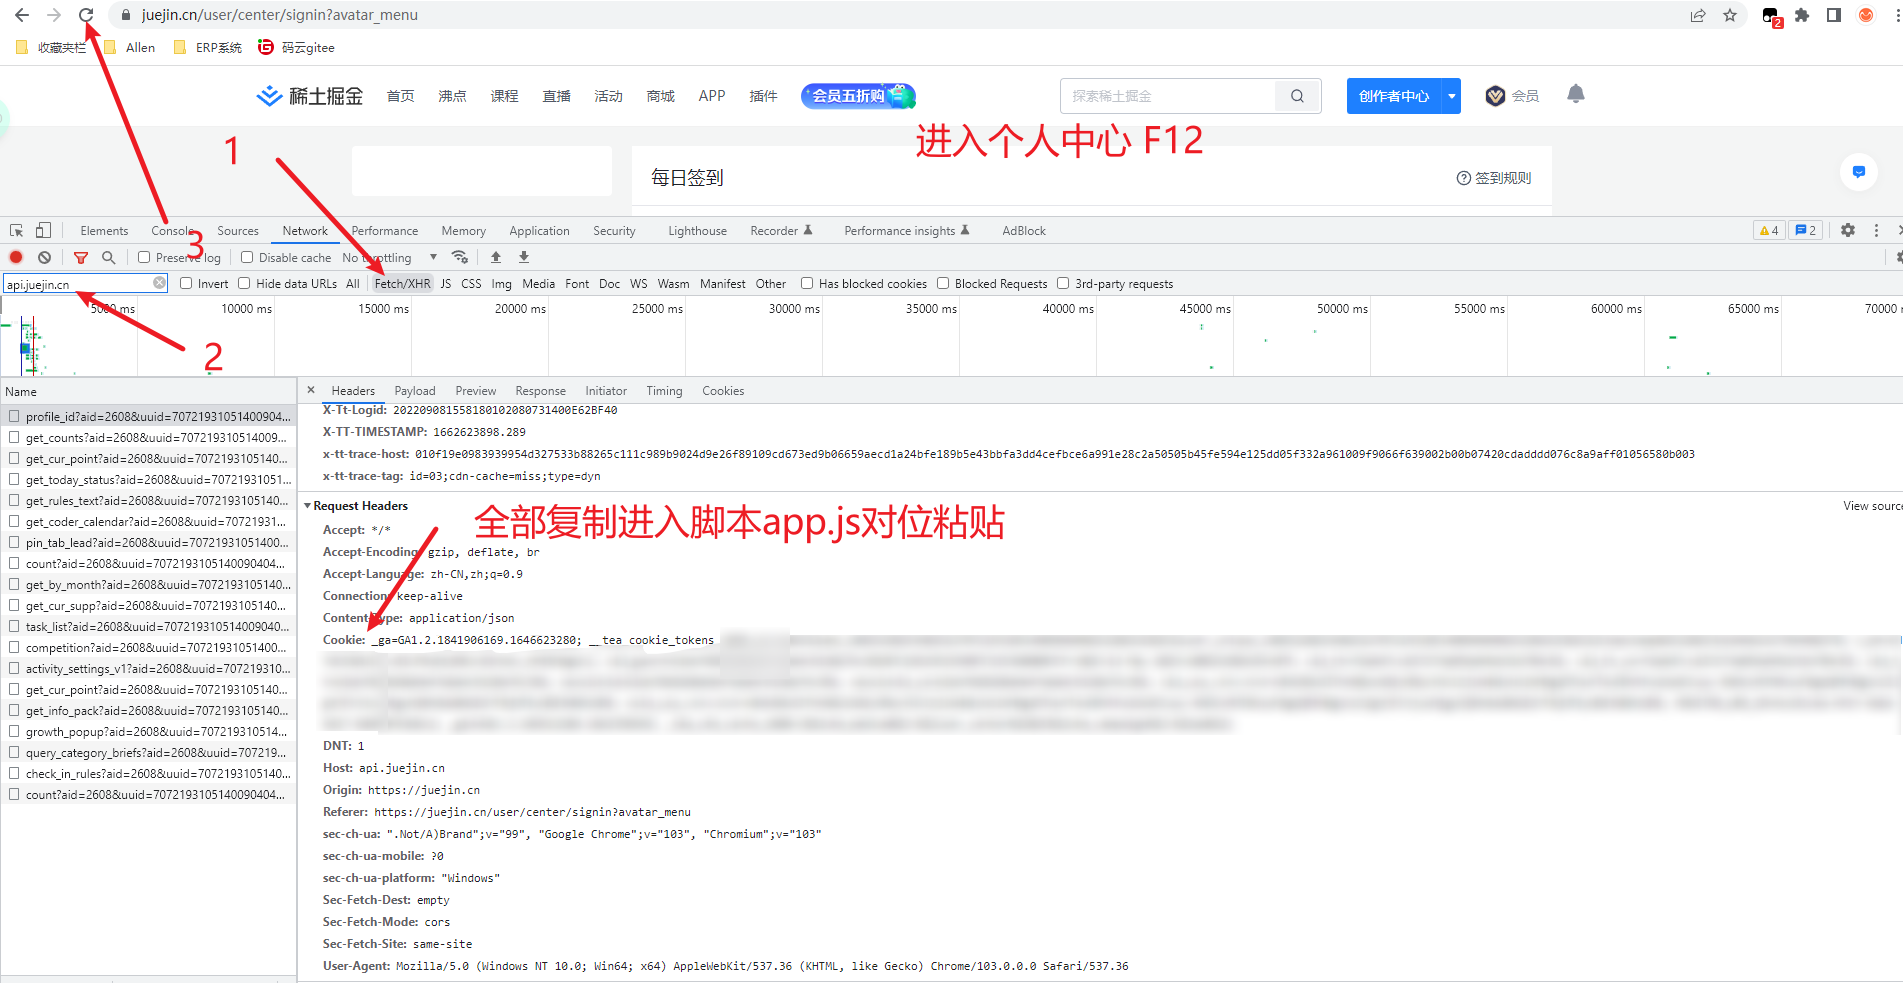 juejin.cn/user/center/signin?avatar_menu
2
收藏夹栏 Allen ERP系统 码云gitee
稀土掘金 首页 沸点 课程 直播 活动 商城 APP 插件 会员五折购 探索稀土掘金 创作者中心 会员
进入个人中心 F12
1
每日签到 签到规则
Elements Console Sources Network Performance Memory Application Security Lighthouse Recorder Performance insights AdBlock 4 2
3
Preserve log Disable cache No throttling
api.juejin.cn Invert Hide data URLs All Fetch/XHR JS CSS Img Media Font Doc WS Wasm Manifest Other Has blocked cookies Blocked Requests 3rd-party requests
5000 ms 10000 ms 15000 ms 20000 ms 25000 ms 30000 ms 35000 ms 40000 ms 45000 ms 50000 ms 55000 ms 60000 ms 65000 ms 70000 ms
2
Name
profile_id?aid=2608&uuid=70721931051400904...
get_counts?aid=2608&uuid=707219310514009...
get_cur_point?aid=2608&uuid=7072193105140...
get_today_status?aid=2608&uuid=7072193105​1...
get_rules_text?aid=2608&uuid=7072193105140...
get_coder_calendar?aid=2608&uuid=70721931...
pin_tab_lead?aid=2608&uuid=7072193105​1400...
count?aid=2608&uuid=7072193105140090404...
get_by_month?aid=2608&uuid=7072193105140...
get_cur_supp?aid=2608&uuid=7072193105140...
task_list?aid=2608&uuid=707219310514009040...
competition?aid=2608&uuid=70721931051400...
activity_settings_v1?aid=2608&uuid=707219310...
get_cur_point?aid=2608&uuid=7072193105140...
get_info_pack?aid=2608&uuid=7072193105140...
growth_popup?aid=2608&uuid=707219310514...
query_category_briefs?aid=2608&uuid=707219...
check_in_rules?aid=2608&uuid=7072193105140...
count?aid=2608&uuid=7072193105140090404...
Headers Payload Preview Response Initiator Timing Cookies
X-Tt-Logid: 202209081558180102080731400E62BF40
X-TT-TIMESTAMP: 1662623898.289
x-tt-trace-host: 010f19e0983939954d327533b88265c111c989b9024d9e26f89109cd673ed9b06659aecd1a24bfe189b5e43bbfa3dd4cefbce6a991e28c2a50505b45fe594e125dd05f332a961009f9066f639002b00b07420cdadddd076c8a9aff01056580b003
x-tt-trace-tag: id=03;cdn-cache=miss;type=dyn
Request Headers View source
全部复制进入脚本app.js对位粘贴
Accept: */*
Accept-Encoding: gzip, deflate, br
Accept-Language: zh-CN,zh;q=0.9
Connection: keep-alive
Content-Type: application/json
Cookie: _ga=GA1.2.1841906169.1646623280; __tea_cookie_tokens
DNT: 1
Host: api.juejin.cn
Origin: https://juejin.cn
Referer: https://juejin.cn/user/center/signin?avatar_menu
sec-ch-ua: ".Not/A)Brand";v="99", "Google Chrome";v="103", "Chromium";v="103"
sec-ch-ua-mobile: ?0
sec-ch-ua-platform: "Windows"
Sec-Fetch-Dest: empty
Sec-Fetch-Mode: cors
Sec-Fetch-Site: same-site
User-Agent: Mozilla/5.0 (Windows NT 10.0; Win64; x64) AppleWebKit/537.36 (KHTML, like Gecko) Chrome/103.0.0.0 Safari/537.36